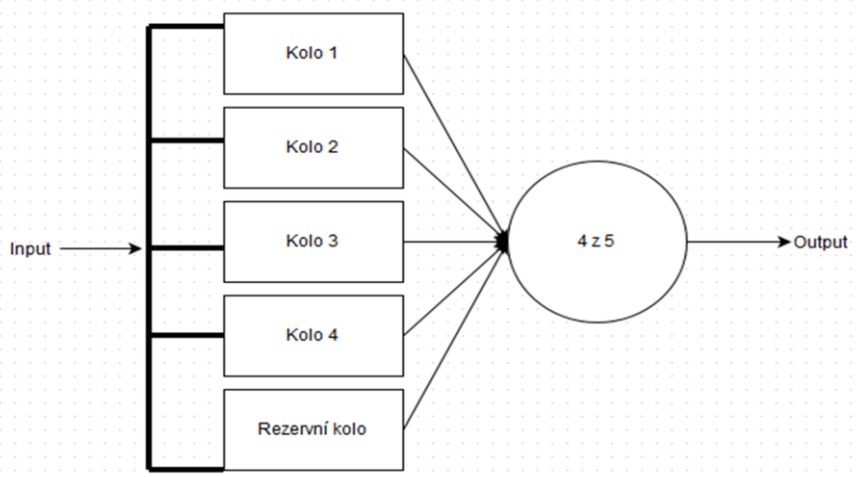 Kolo 1
Kolo 2
Input
Kolo 3
4 z 5
Output
Kolo 4
Rezervní kolo